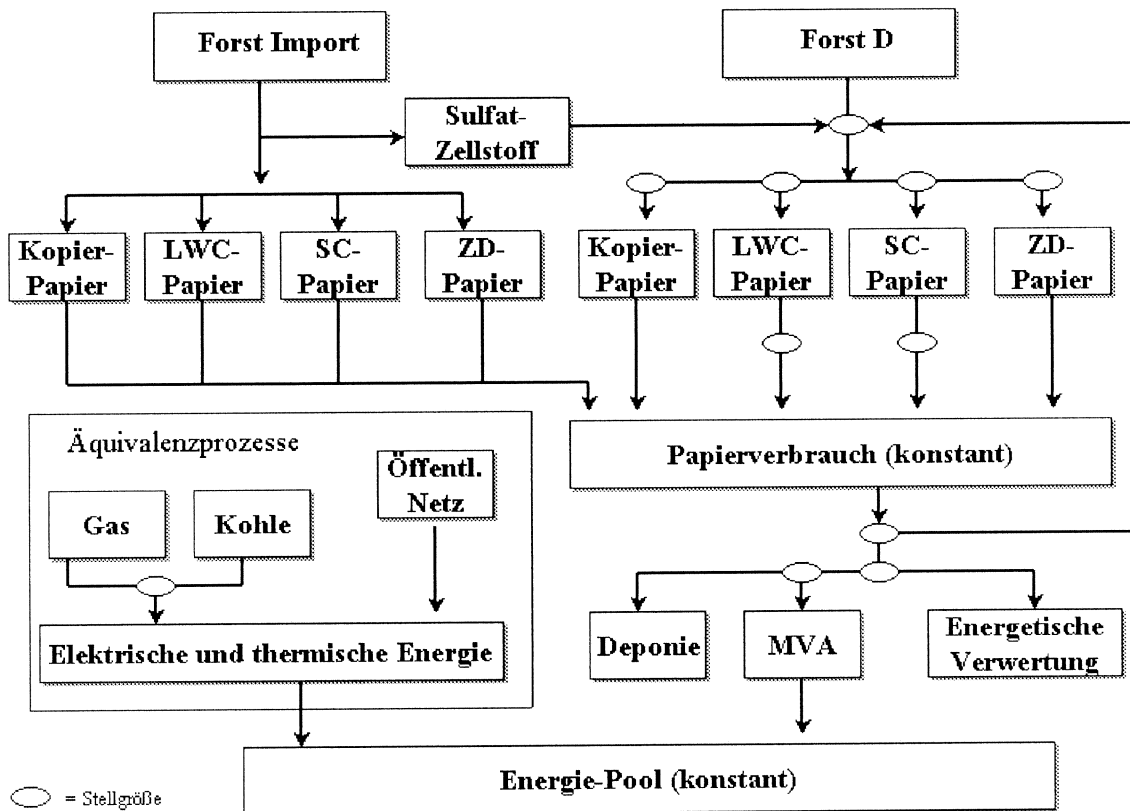 Forst Import
Forst D
Sulfat-
Zellstoff
Kopier-
Papier
LWC-
Papier
SC-
Papier
ZD-
Papier
Kopier-
Papier
LWC-
Papier
SC-
Papier
ZD-
Papier
Äquivalenzprozesse
Gas
Kohle
Öffentl.
Netz
Elektrische und thermische Energie
Papierverbrauch (konstant)
Deponie
MVA
Energetische
Verwertung
Energie-Pool (konstant)
= Stellgröße